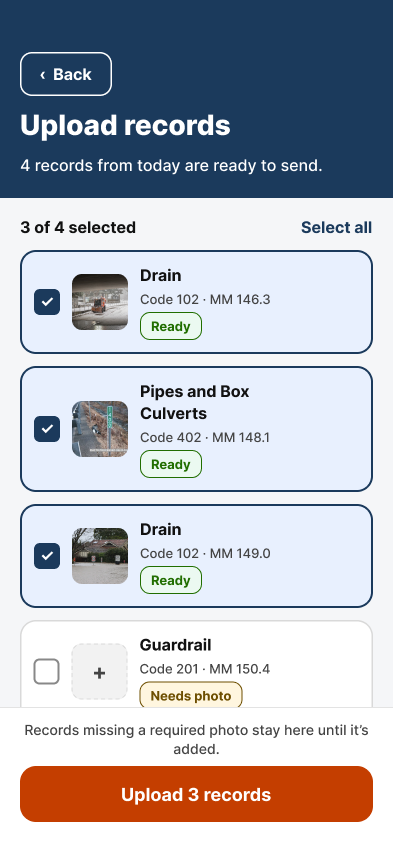 ‹ Back
Upload records
4 records from today are ready to send.
3 of 4 selected
Select all
Drain
Code 102 · MM 146.3
Ready
Pipes and Box
Culverts
Code 402 · MM 148.1
Ready
Drain
Code 102 · MM 149.0
Ready
Guardrail
+
Code 201 · MM 150.4
Needs photo
Records missing a required photo stay here until it’s
added.
Upload 3 records